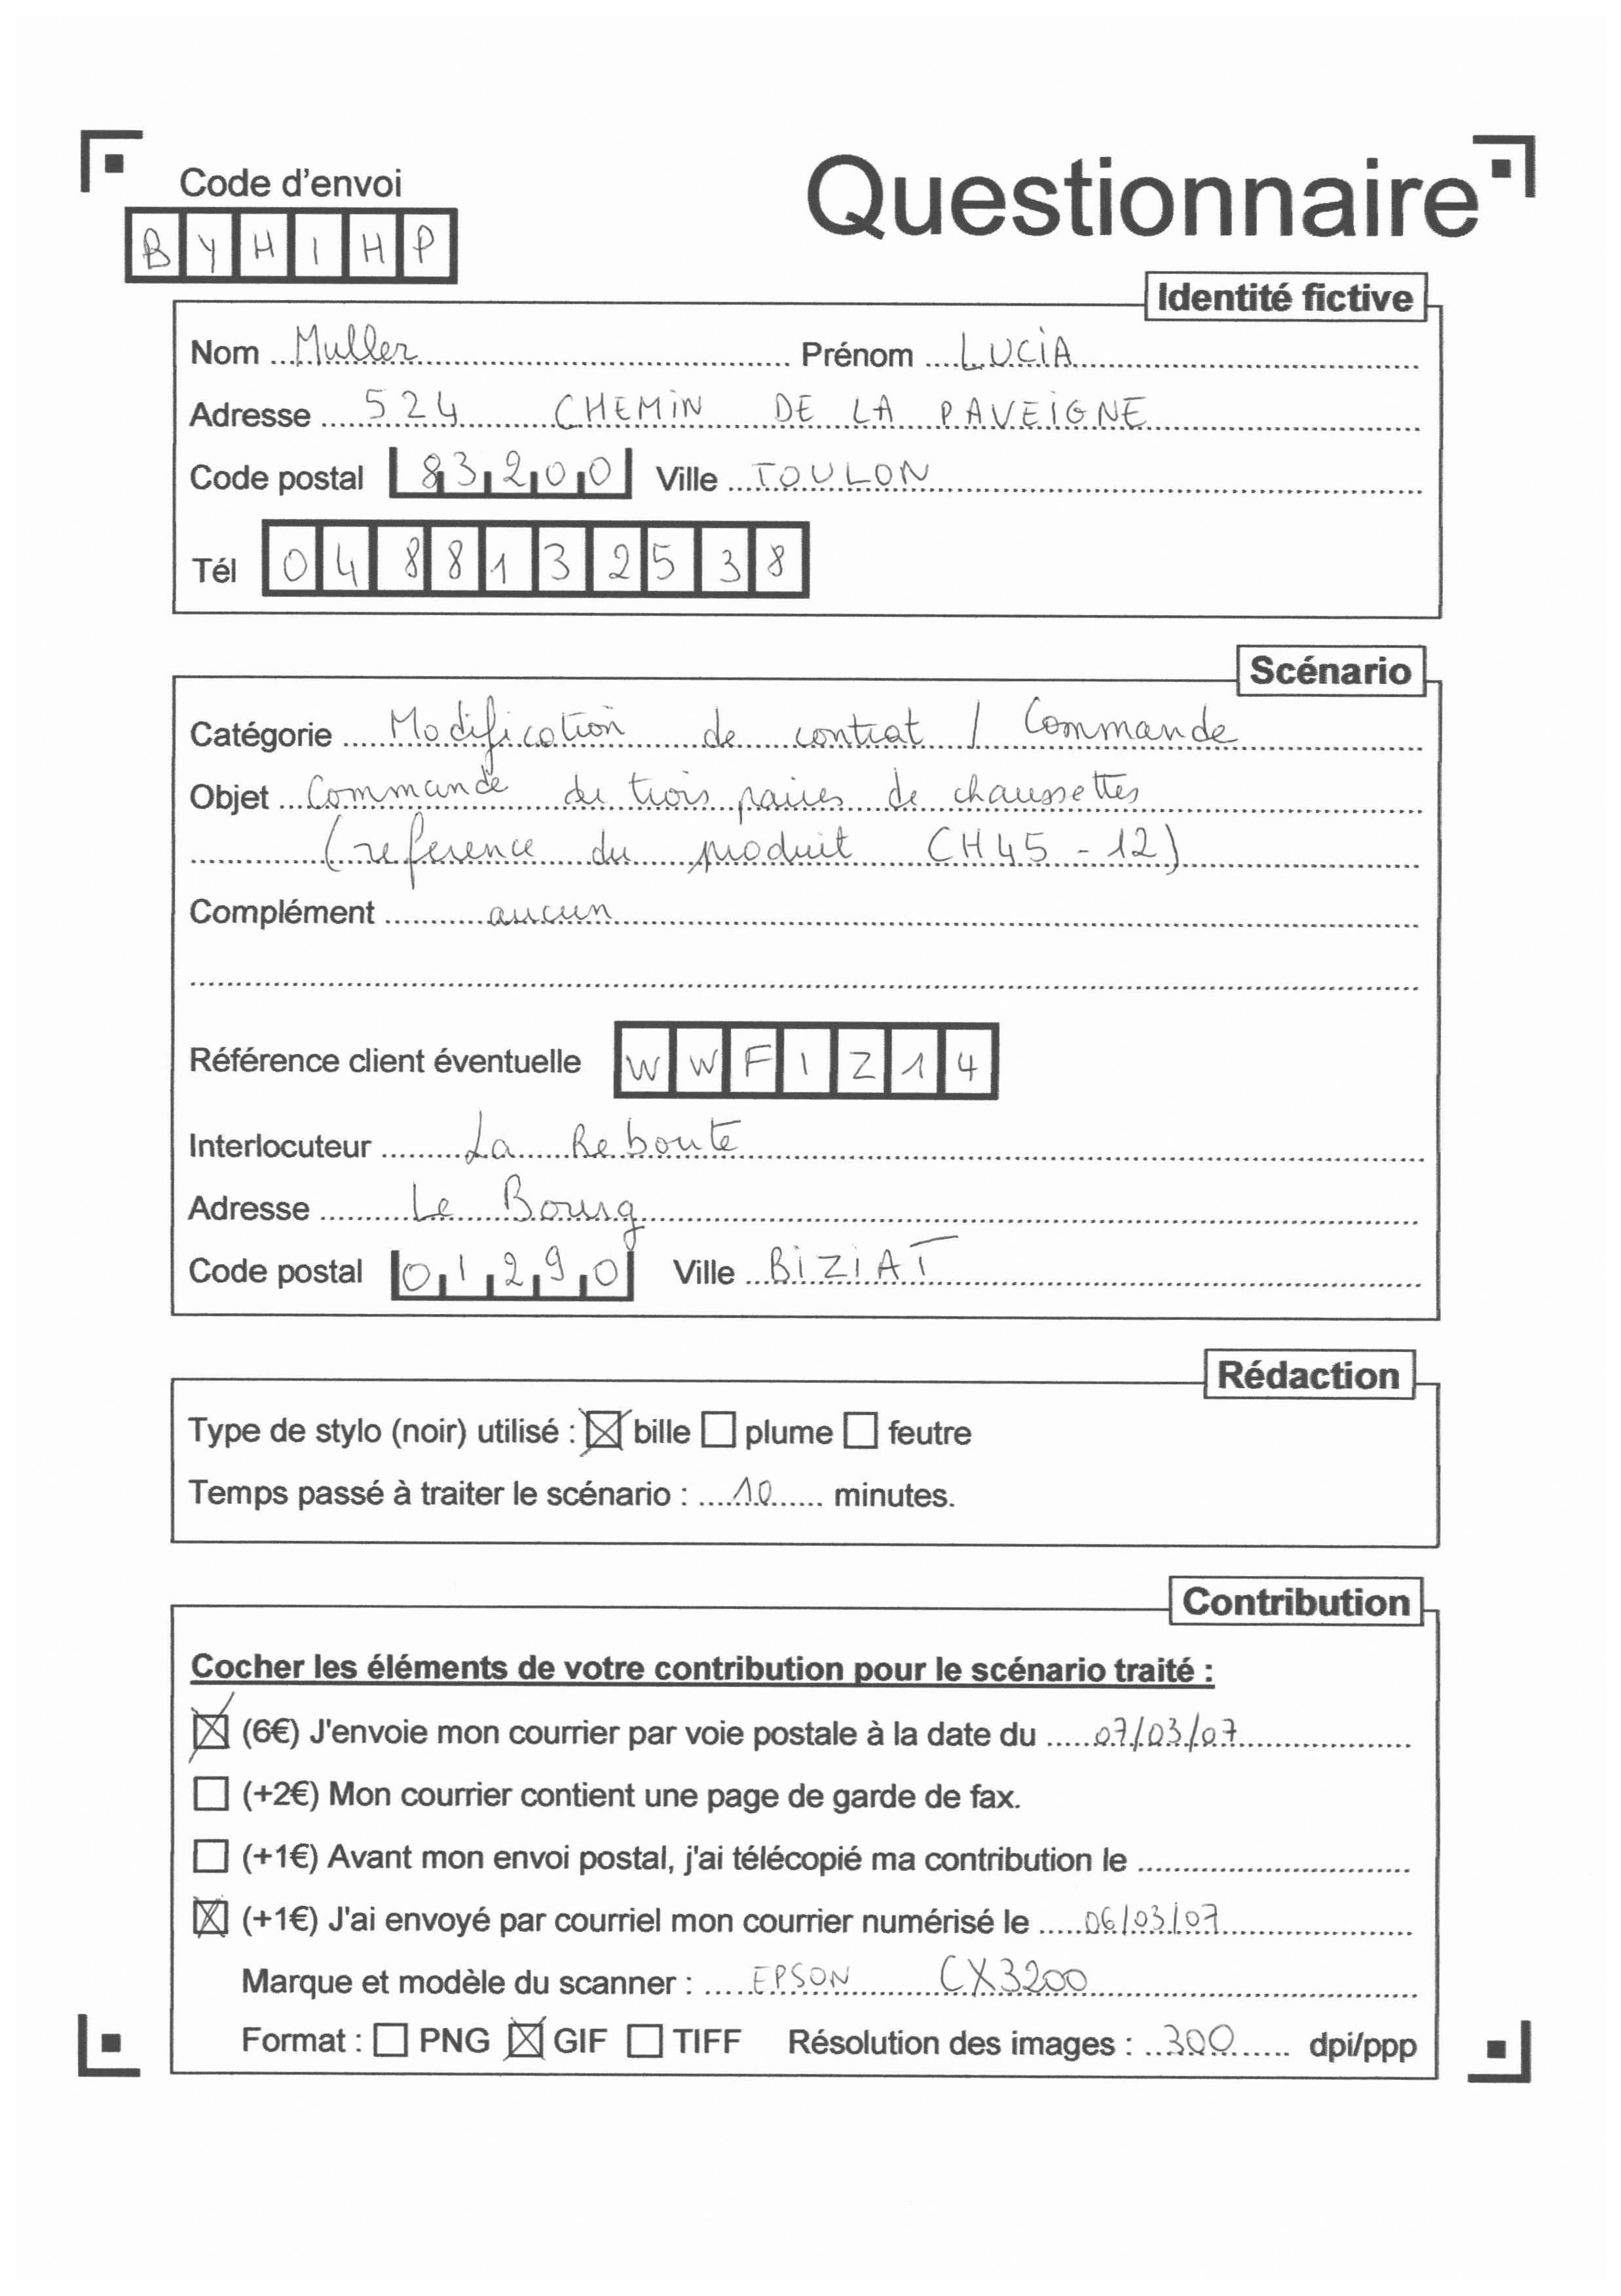 Code d'envoi
Questionnaire
BYHIHP
Identité fictive
Nom Muller Prénom LUCIA
Adresse 524 CHEMIN DE LA PAVEIGNE
Code postal 83200 Ville TOULON
Tél 0488132538
Scénario
Catégorie Modification de contrat / Commande
Objet Commande de trois paires de chaussettes
(reference du produit CH45-12)
Complément aucun
Référence client éventuelle WWFIZ14
Interlocuteur La Reboute
Adresse Le Bourg
Code postal 01290 Ville BIZIAT
Rédaction
Type de stylo (noir) utilisé : ☒ bille ☐ plume ☐ feutre
Temps passé à traiter le scénario : 10 minutes.
Contribution
Cocher les éléments de votre contribution pour le scénario traité :
☒ (6€) J'envoie mon courrier par voie postale à la date du 07/03/07
☐ (+2€) Mon courrier contient une page de garde de fax.
☐ (+1€) Avant mon envoi postal, j'ai télécopié ma contribution le
☒ (+1€) J'ai envoyé par courriel mon courrier numérisé le 06/03/07
Marque et modèle du scanner : EPSON CX3200
Format : ☐ PNG ☒ GIF ☐ TIFF Résolution des images : 300 dpi/ppp